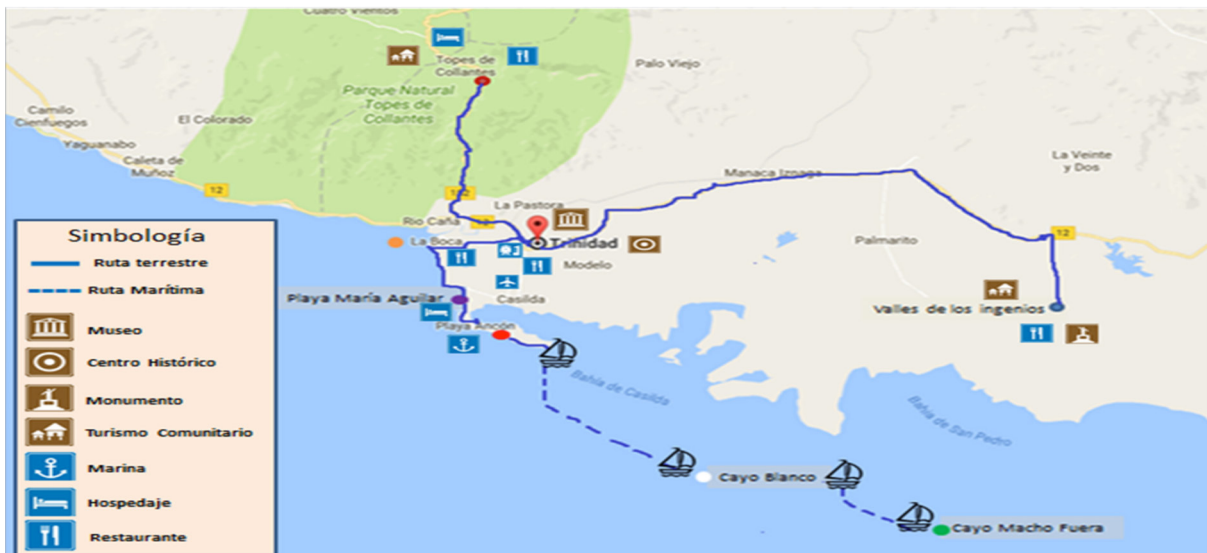 Cuatro Vientos
Topes de
Collantes
Palo Viejo
Parque Natural
Topes de
Collantes
Camilo
Cienfuegos
El Colorado
Yaguanabo
Caleta de
Muñoz
La Veinte
y Dos
Manaca Iznaga
12
12
La Pastora
Rio Caña
12
La Boca
Trinidad
Modelo
Palmarito
Playa María Aguilar
Casilda
Valles de los ingenios
Playa Ancón
Bahía de Casilda
Bahía de San Pedro
Cayo Blanco
Cayo Macho Fuera
Simbología
Ruta terrestre
Ruta Marítima
Museo
Centro Histórico
Monumento
Turismo Comunitario
Marina
Hospedaje
Restaurante